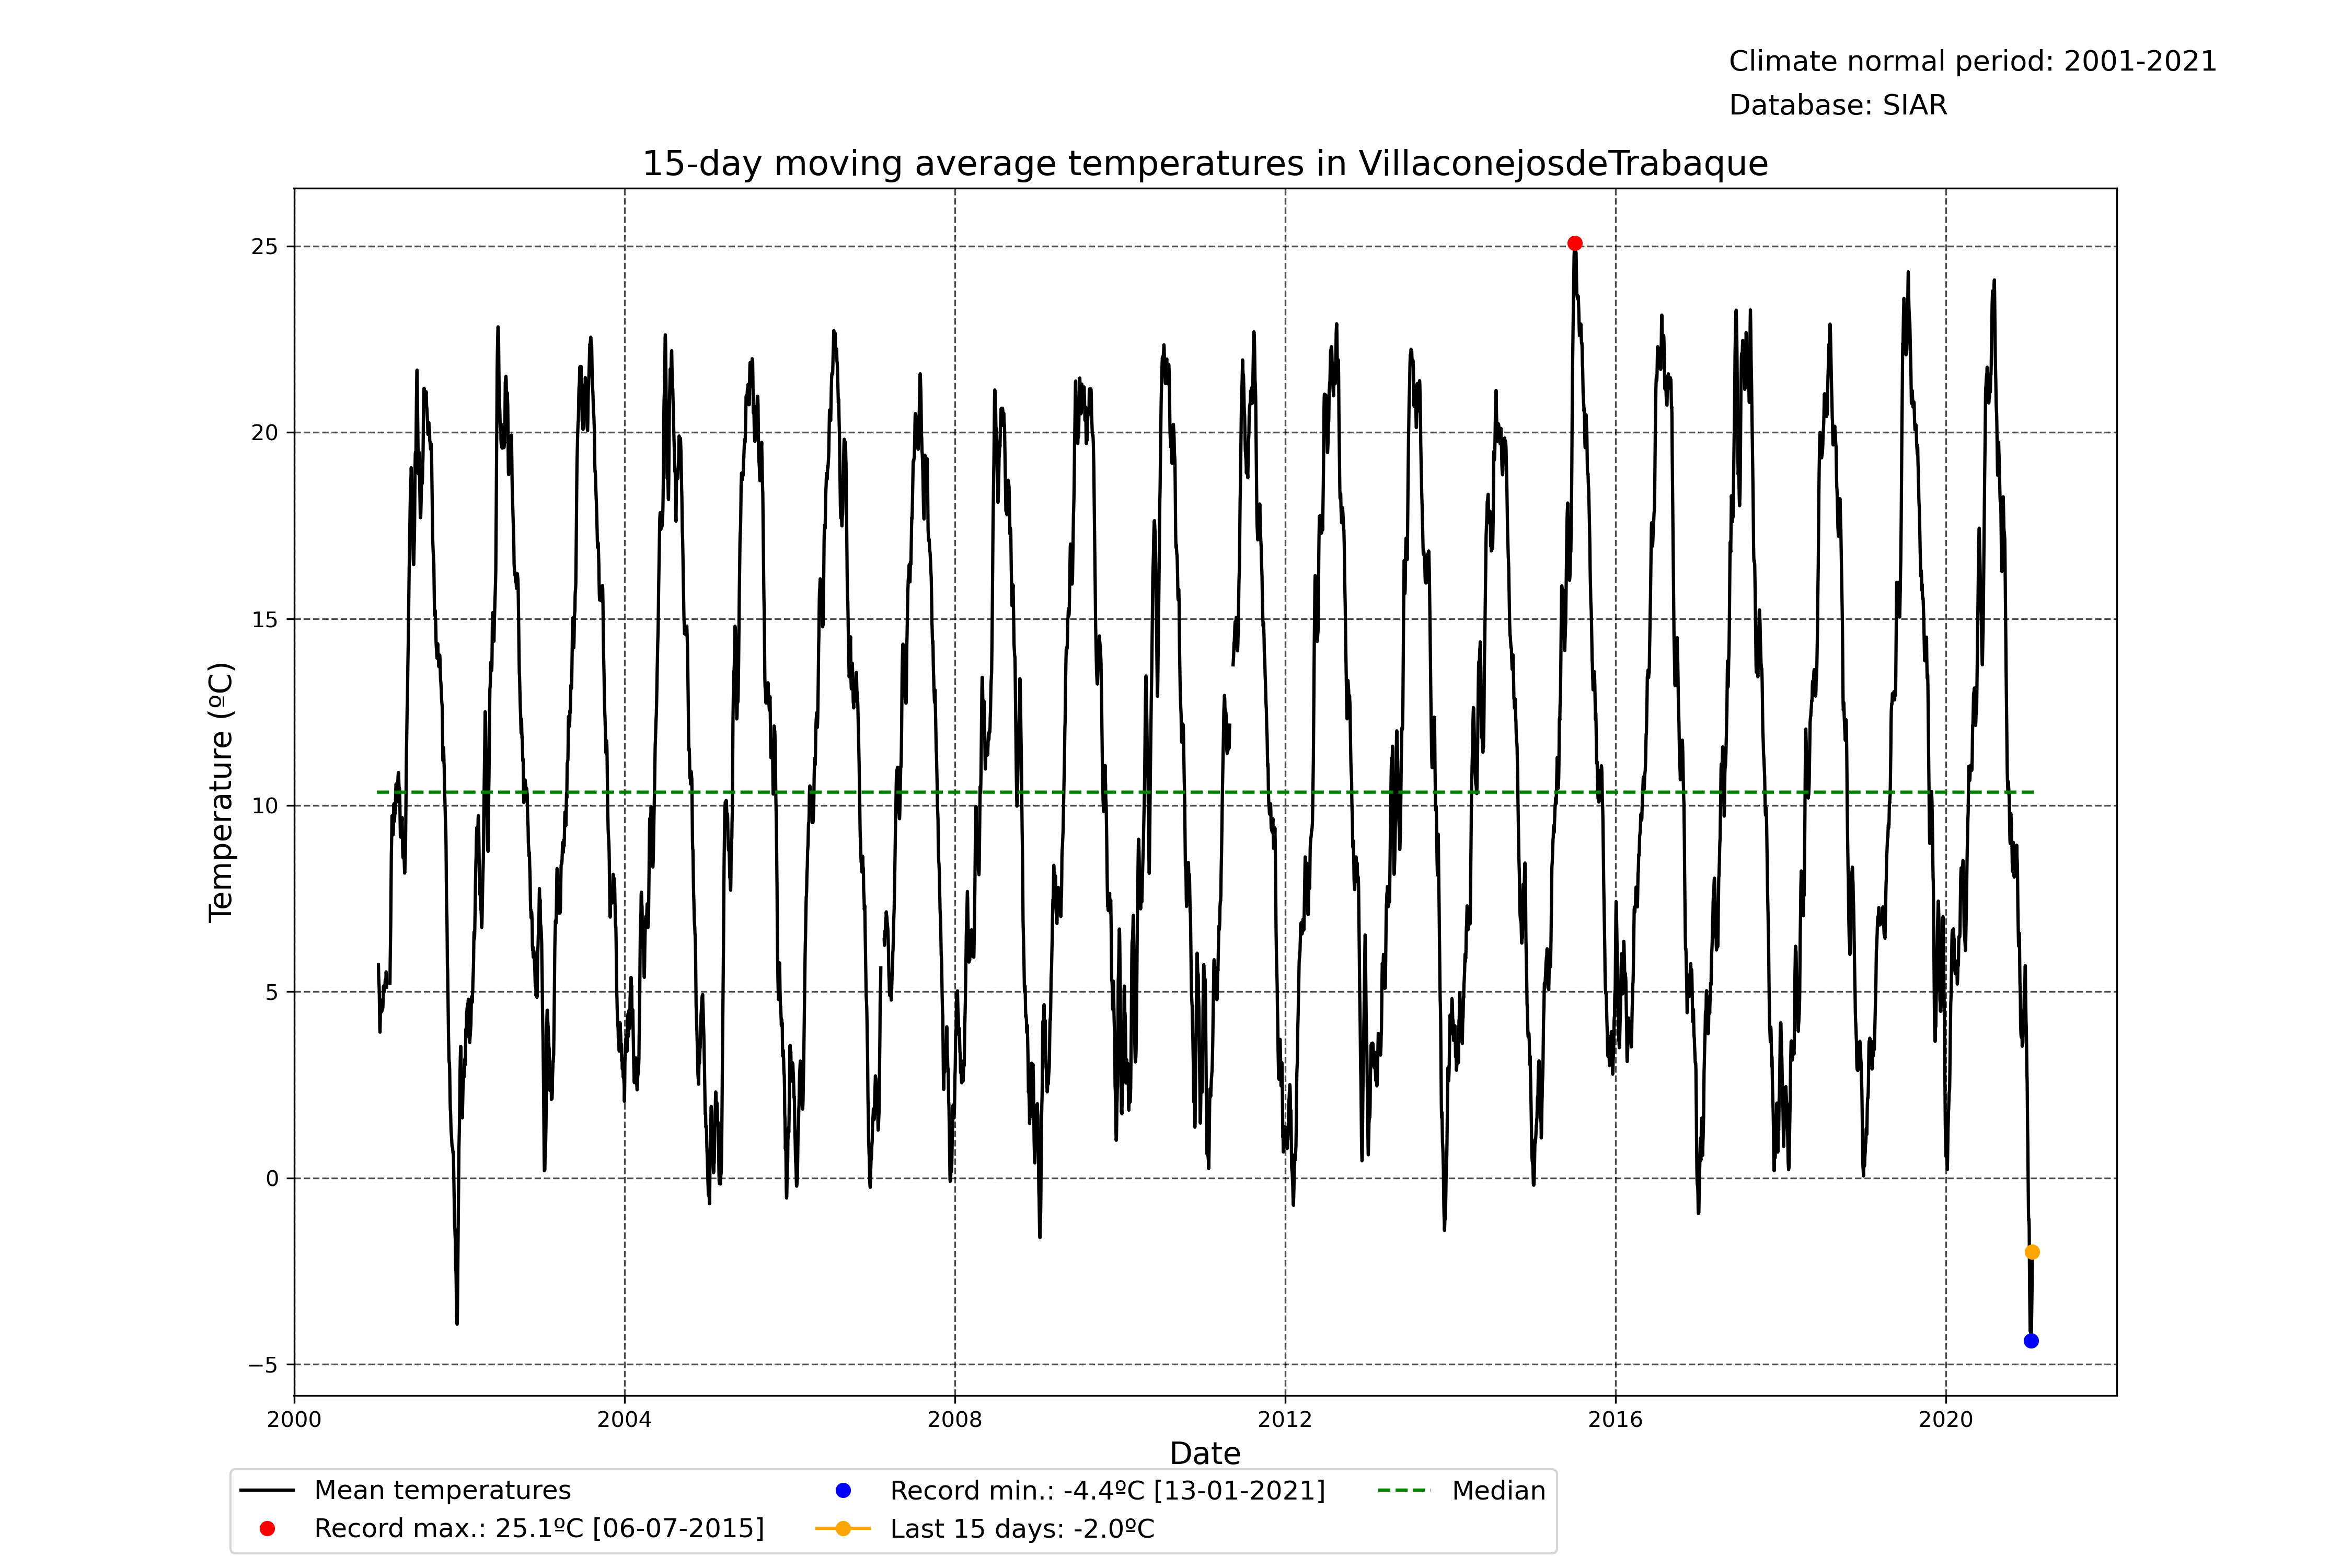 Climate normal period: 2001-2021
Database: SIAR
15-day moving average temperatures in VillaconejosdeTrabaque
Temperature (ºC)
25
20
15
10
5
0
−5
2000
2004
2008
2012
2016
2020
Date
Mean temperatures
Record max.: 25.1ºC [06-07-2015]
Record min.: -4.4ºC [13-01-2021]
Last 15 days: -2.0ºC
Median